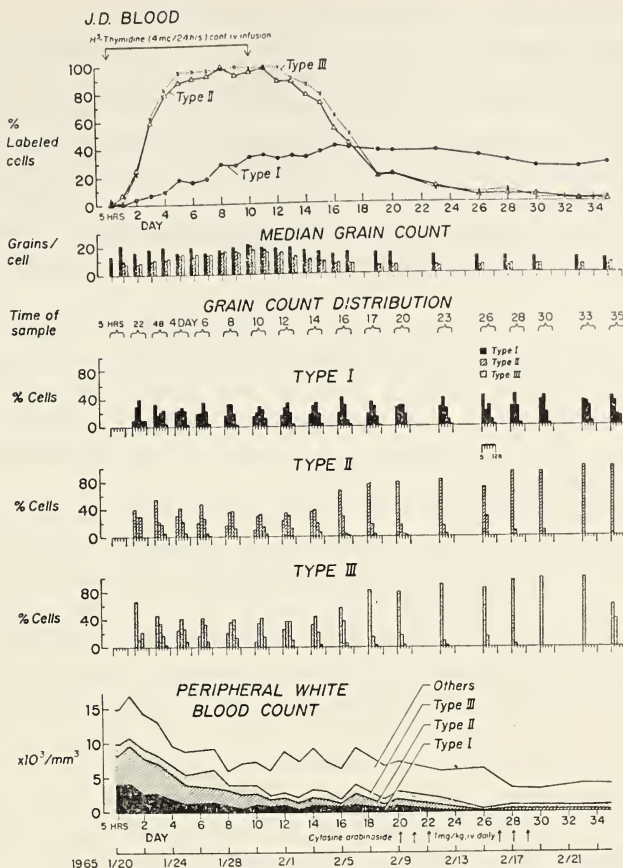 J.D. BLOOD
H³-Thymidine (4mc/24hrs) cont iv infusion
100
80
60
40
20
0
%
Labeled
cells
Type III
Type II
Type I
5 HRS 2 4 6 8 10 12 14 16 18 20 22 24 26 28 30 32 34
DAY
MEDIAN GRAIN COUNT
Grains/
cell
20
0
GRAIN COUNT DISTRIBUTION
Time of
sample
5 HRS 22 48 4 DAY 6 8 10 12 14 16 17 20 23 26 28 30 33 35
Type I
Type II
Type III
TYPE I
% Cells
80
40
0
5 128
TYPE II
% Cells
80
40
0
TYPE III
% Cells
80
40
0
PERIPHERAL WHITE
BLOOD COUNT
x10³/mm³
15
10
5
0
Others
Type III
Type II
Type I
5 HRS 2 4 6 8 10 12 14 16 18 20 22 24 26 28 30 32 34
DAY
Cytosine arabinoside 1mg/kg, iv daily
1965 1/20 1/24 1/28 2/1 2/5 2/9 2/13 2/17 2/21